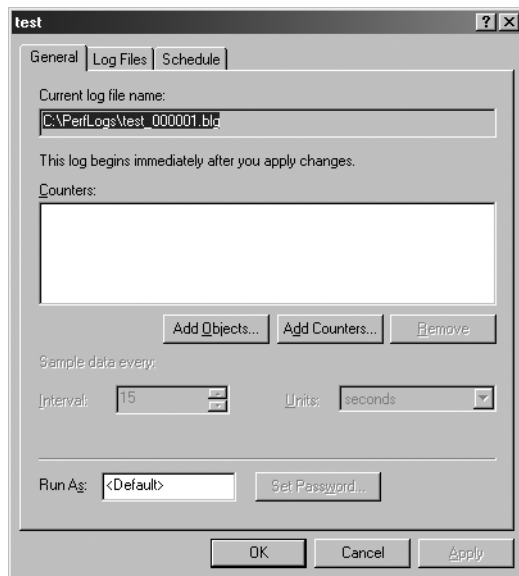 test
? X
General Log Files Schedule
Current log file name:
C:\PerfLogs\test_000001.blg
This log begins immediately after you apply changes.
Counters:
Add Objects... Add Counters... Remove
Sample data every:
Interval: 15 Units: seconds
Run As: <Default> Set Password...
OK Cancel Apply